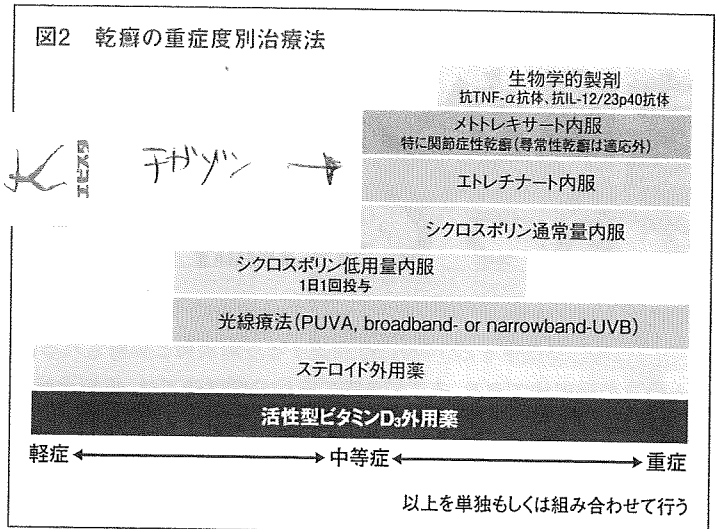 図2 乾癬の重症度別治療法
生物学的製剤
抗TNF-α抗体、抗IL-12/23p40抗体
メトトレキサート内服
特に関節症性乾癬(尋常性乾癬は適応外)
チガゾン →
エトレチナート内服
シクロスポリン通常量内服
シクロスポリン低用量内服
1日1回投与
光線療法(PUVA, broadband- or narrowband-UVB)
ステロイド外用薬
活性型ビタミンD₃外用薬
軽症 ←→ 中等症 ←→ 重症
以上を単独もしくは組み合わせて行う